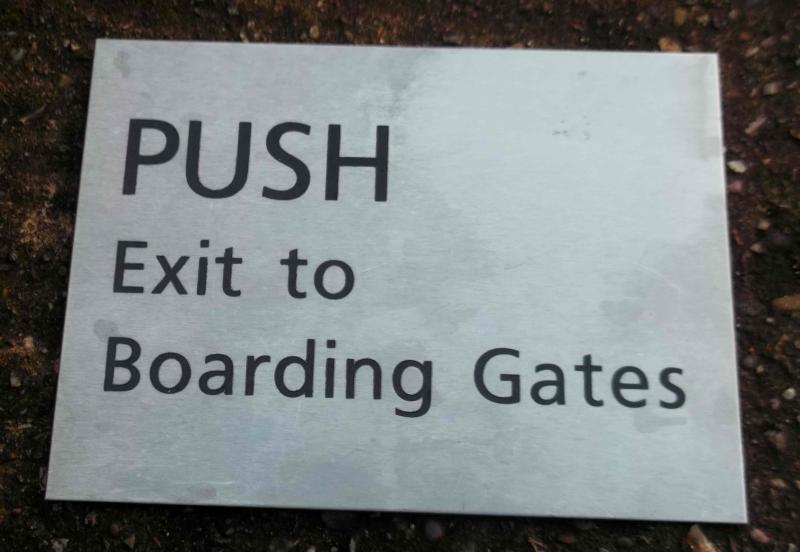 PUSH
Exit to
Boarding Gates